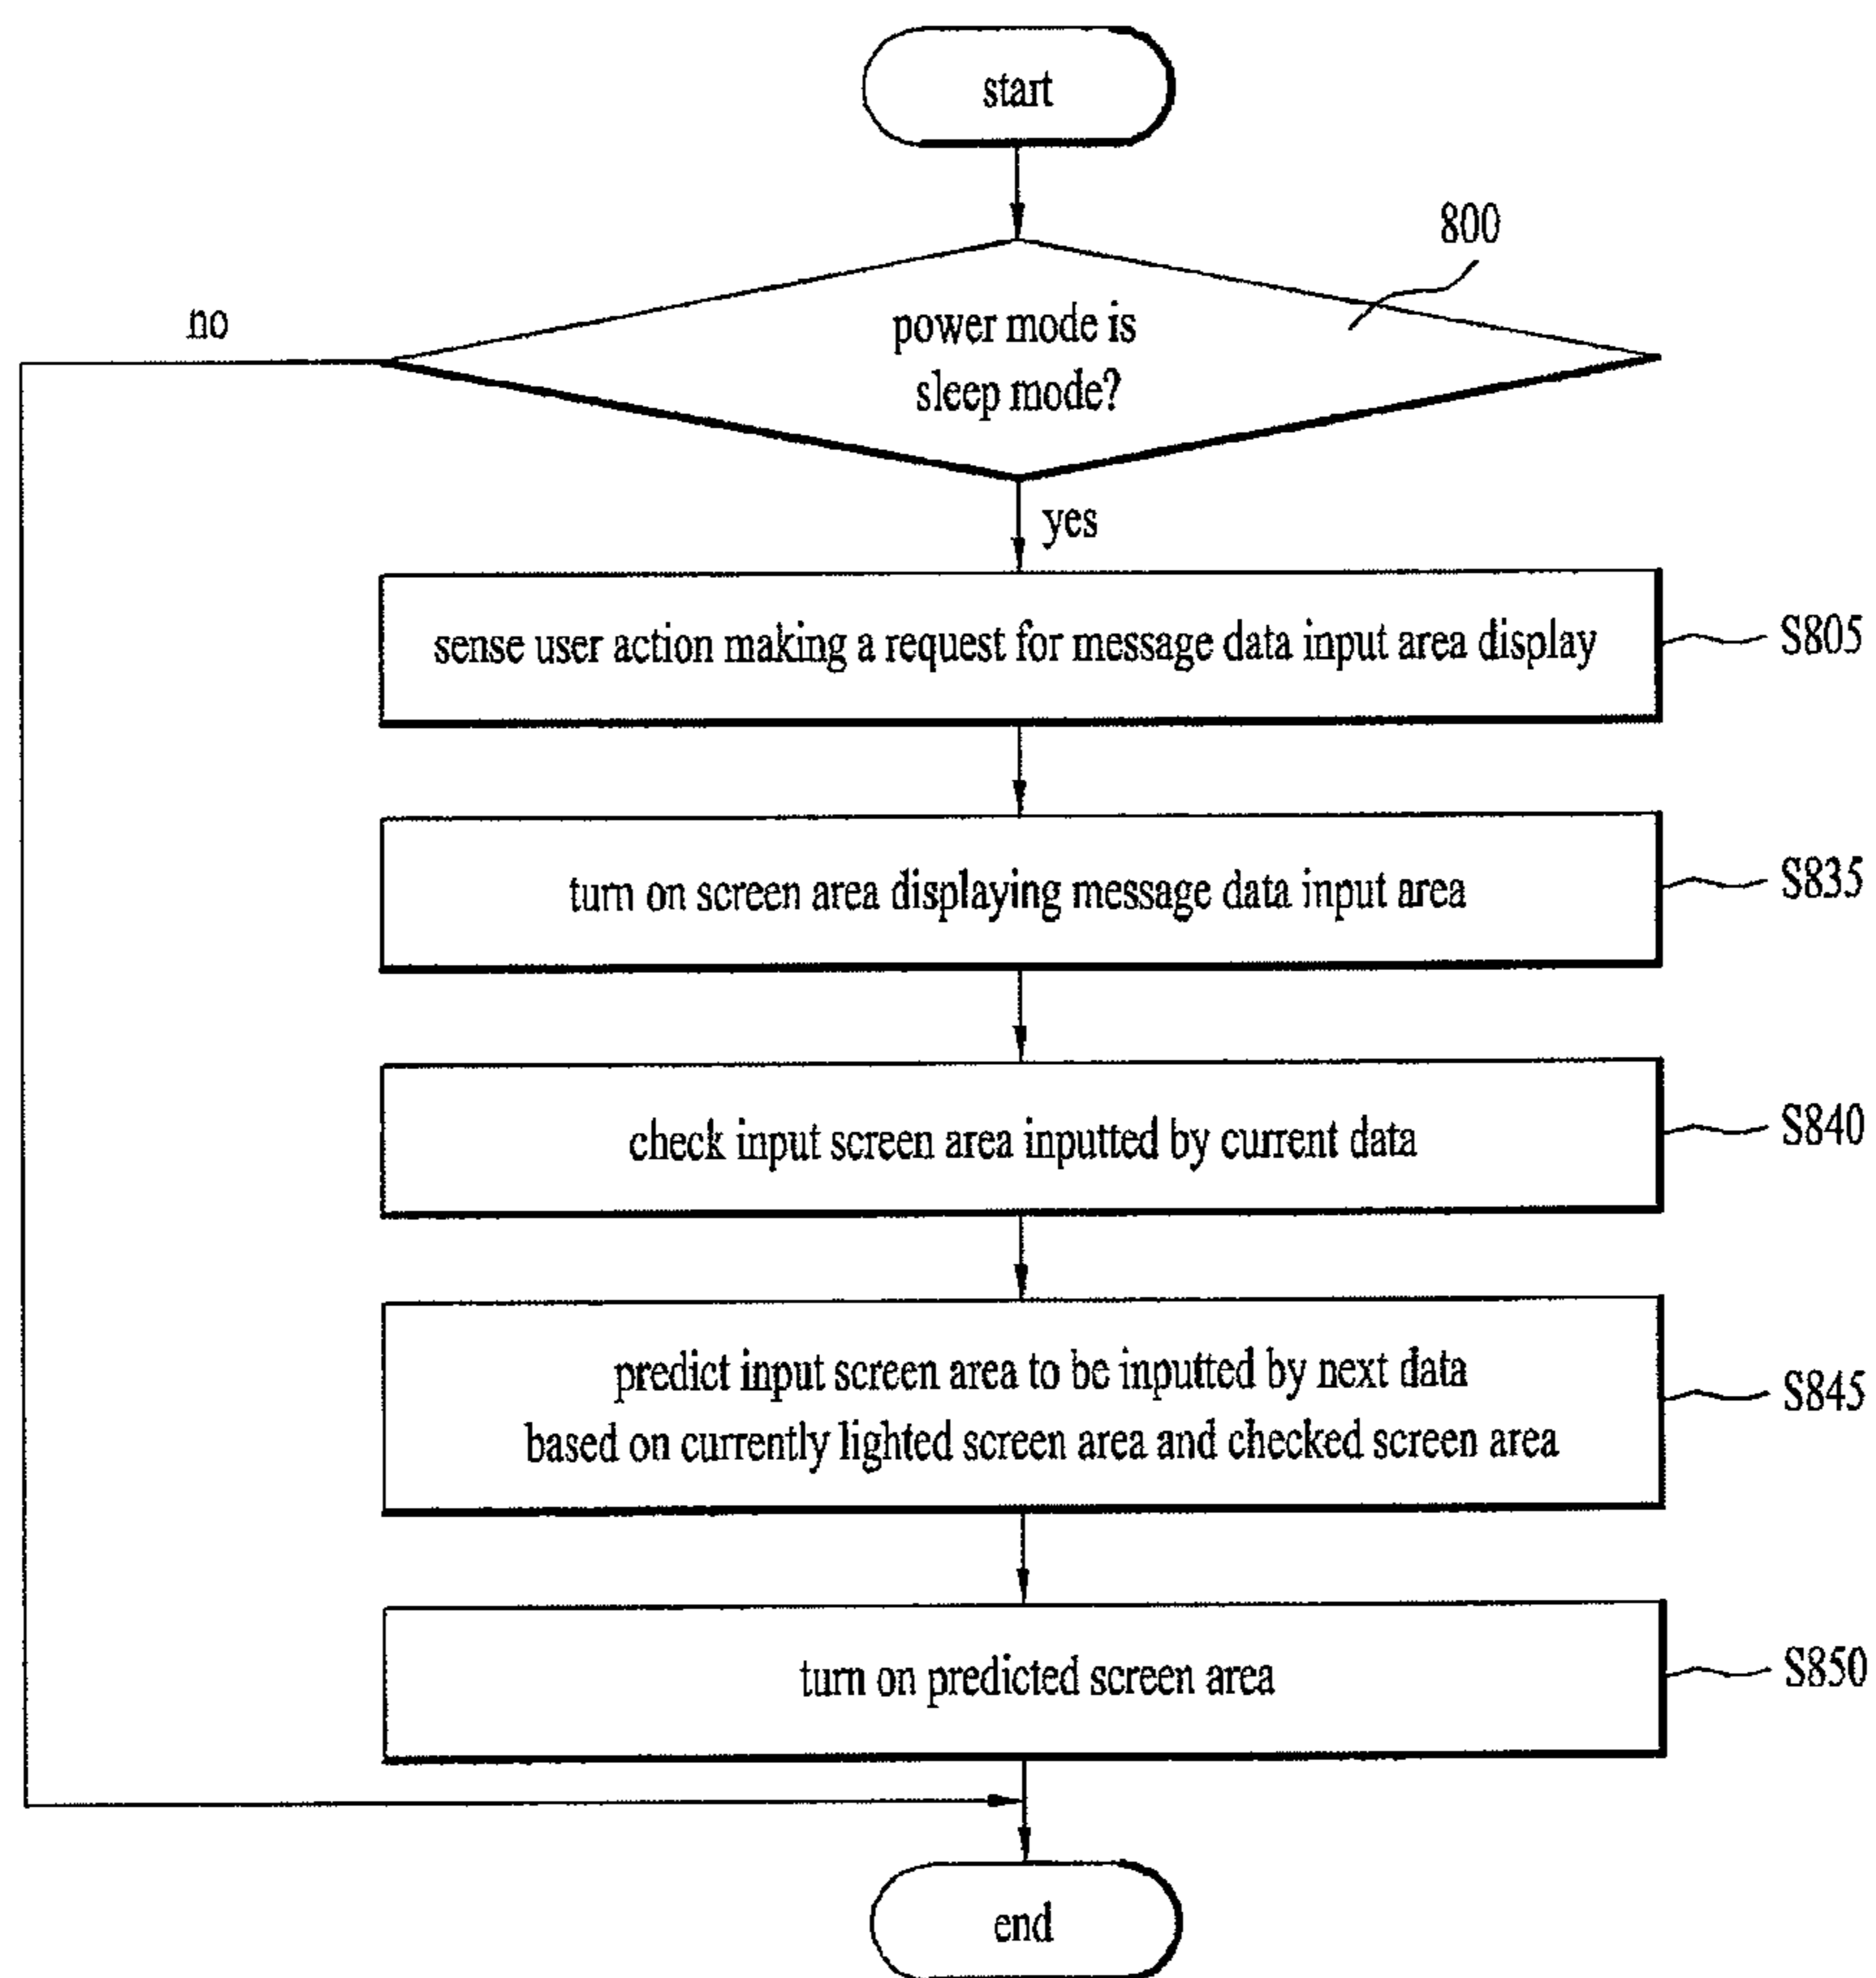 start
800
no
power mode is
sleep mode?
yes
sense user action making a request for message data input area display
S805
turn on screen area displaying message data input area
S835
check input screen area inputted by current data
S840
predict input screen area to be inputted by next data
based on currently lighted screen area and checked screen area
S845
turn on predicted screen area
S850
end